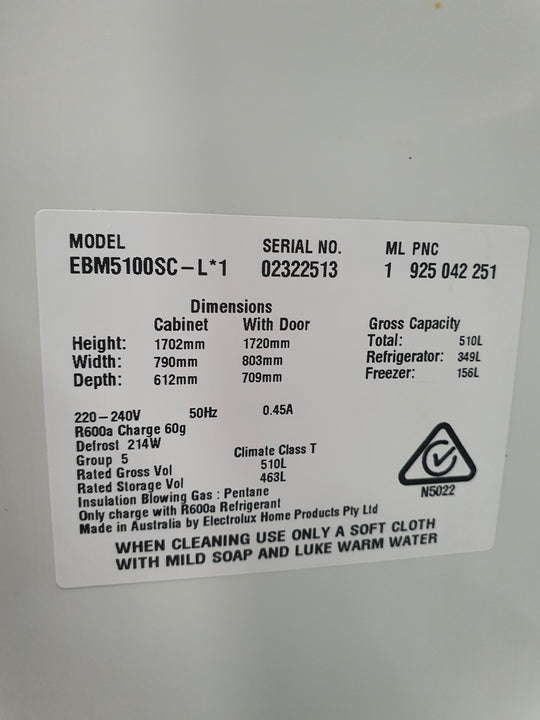 MODEL SERIAL NO. ML PNC
EBM5100SC-L*1 02322513 1 925 042 251
Dimensions
Cabinet With Door Gross Capacity
Height: 1702mm 1720mm Total: 510L
Width: 790mm 803mm Refrigerator: 349L
Depth: 612mm 709mm Freezer: 156L
220-240V 50Hz 0.45A
R600a Charge 60g
Defrost 214W
Group 5 Climate Class T
Rated Gross Vol 510L
Rated Storage Vol 463L
Insulation Blowing Gas : Pentane
Only charge with R600a Refrigerant
Made in Australia by Electrolux Home Products Pty Ltd
N5022
WHEN CLEANING USE ONLY A SOFT CLOTH
WITH MILD SOAP AND LUKE WARM WATER